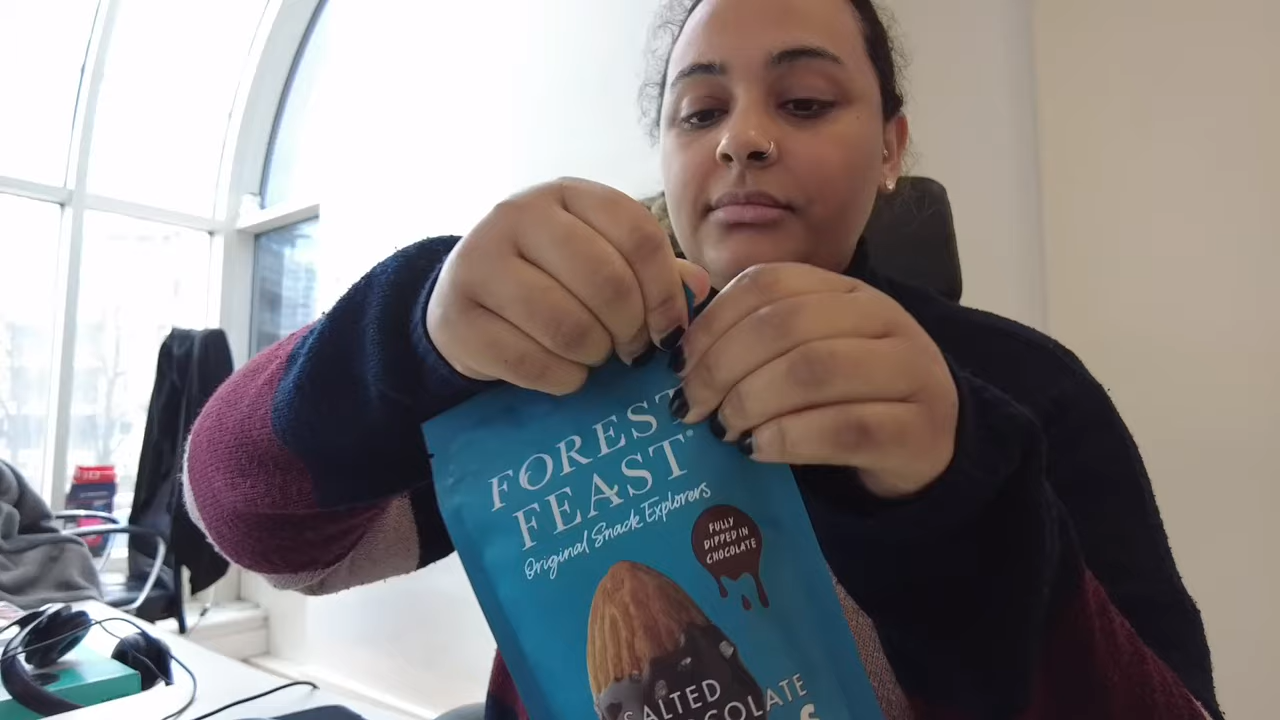 FOREST
FEAST
Original Snack Explorers
FULLY
DIPPED IN
CHOCOLATE
SALTED